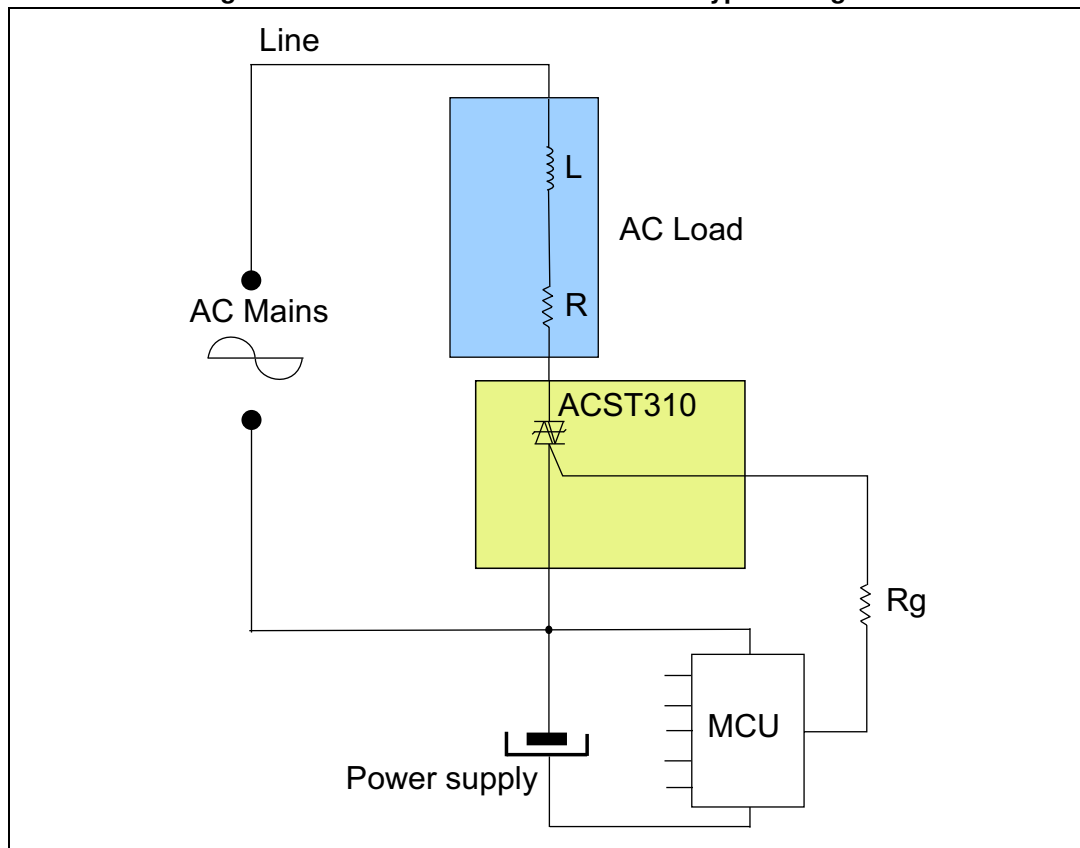 Line
L
AC Load
R
AC Mains
ACST310
Rg
MCU
Power supply